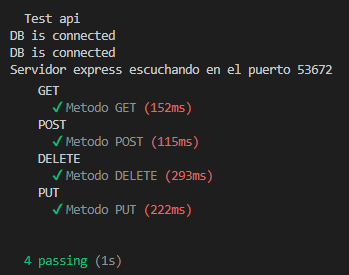 Test api
DB is connected
DB is connected
Servidor express escuchando en el puerto 53672
GET
✓ Metodo GET (152ms)
POST
✓ Metodo POST (115ms)
DELETE
✓ Metodo DELETE (293ms)
PUT
✓ Metodo PUT (222ms)
4 passing (1s)